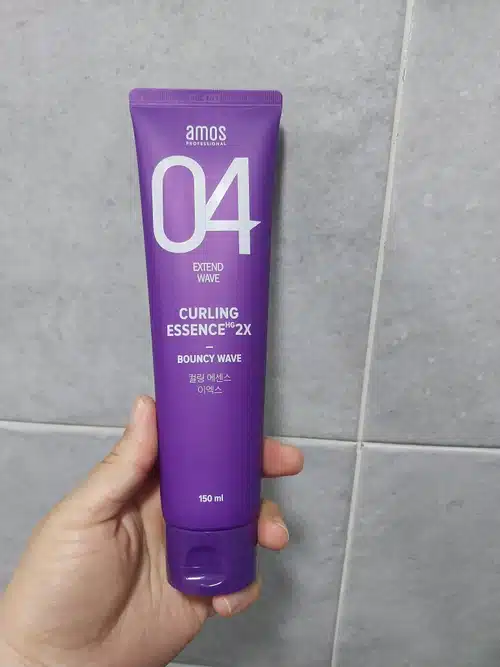 amos
PROFESSIONAL
04
EXTEND
WAVE
CURLING
ESSENCE HG 2X
BOUNCY WAVE
컬링 에센스
이엑스
150 ml